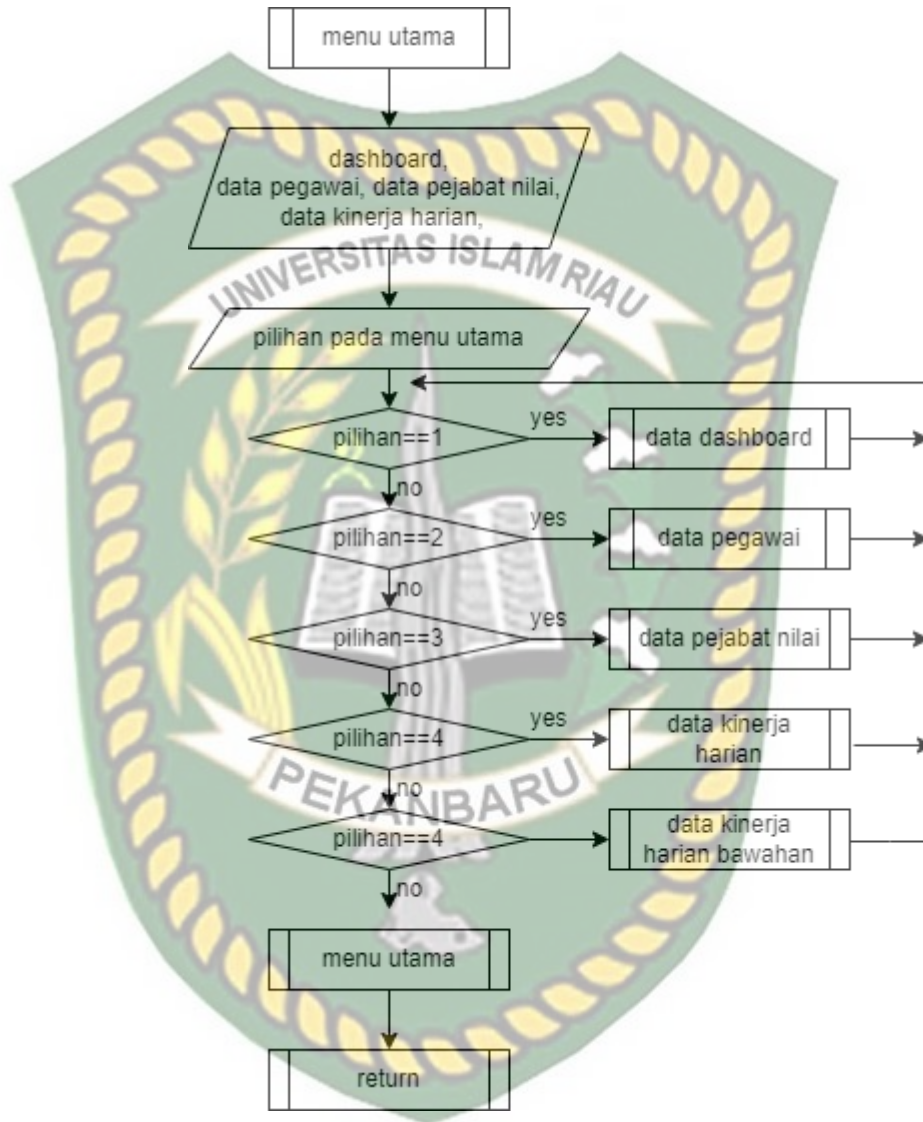 menu utama
dashboard,
data pegawai, data pejabat nilai,
data kinerja harian,
UNIVERSITAS ISLAM RIAU
pilihan pada menu utama
pilihan==1
yes
data dashboard
no
pilihan==2
yes
data pegawai
no
pilihan==3
yes
data pejabat nilai
no
pilihan==4
yes
data kinerja
harian
no
PEKANBARU
pilihan==4
data kinerja
harian bawahan
no
menu utama
return